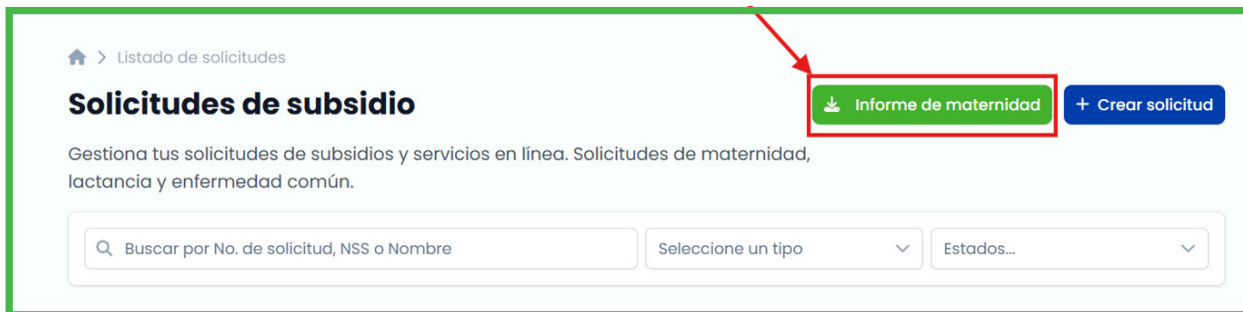 > Listado de solicitudes
Solicitudes de subsidio
Informe de maternidad
+ Crear solicitud
Gestiona tus solicitudes de subsidios y servicios en línea. Solicitudes de maternidad,
lactancia y enfermedad común.
Buscar por No. de solicitud, NSS o Nombre
Seleccione un tipo
Estados...